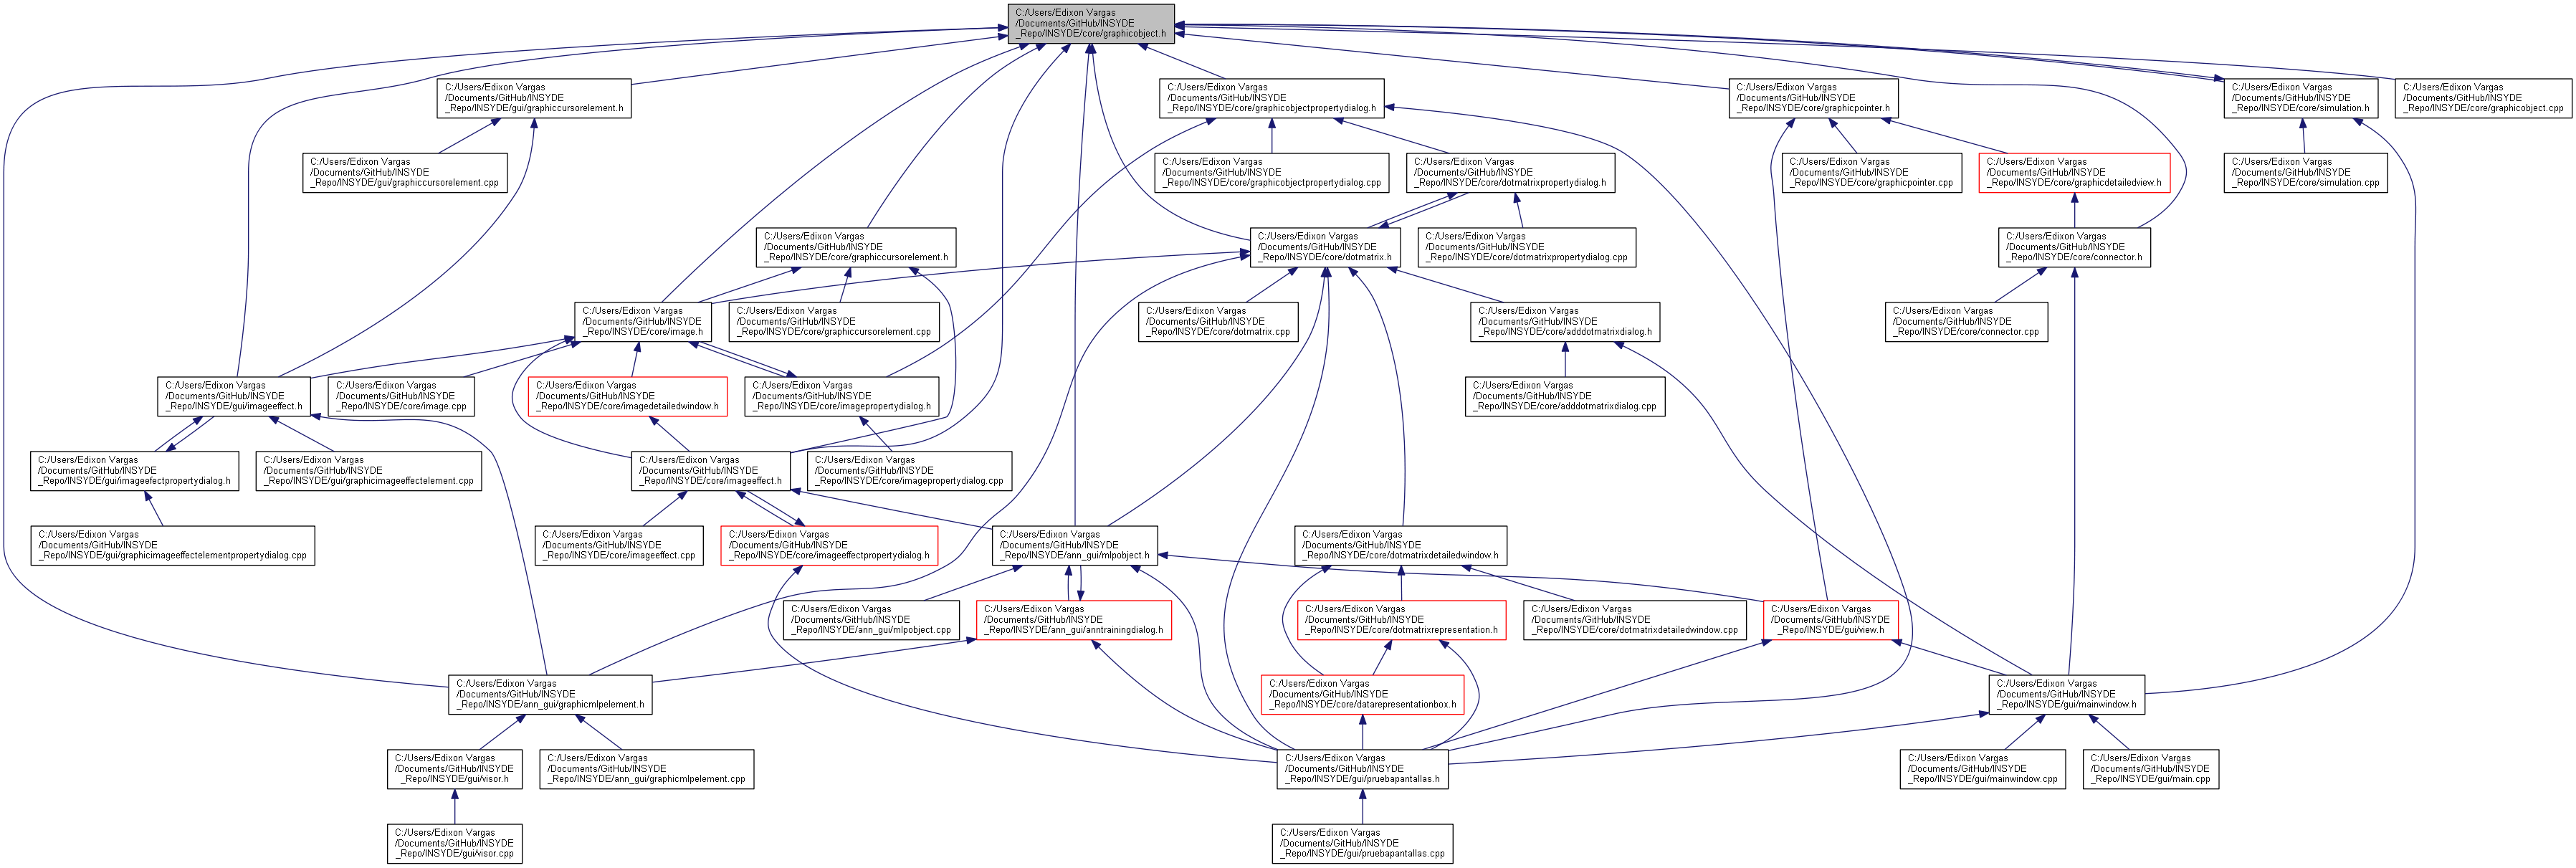 C:/Users/Edixon Vargas
/Documents/GitHub/INSYDE
_Repo/INSYDE/core/graphicobject.h
C:/Users/Edixon Vargas
/Documents/GitHub/INSYDE
_Repo/INSYDE/gui/graphiccursorelement.h
C:/Users/Edixon Vargas
/Documents/GitHub/INSYDE
_Repo/INSYDE/core/graphicobjectpropertydialog.h
C:/Users/Edixon Vargas
/Documents/GitHub/INSYDE
_Repo/INSYDE/core/graphicpointer.h
C:/Users/Edixon Vargas
/Documents/GitHub/INSYDE
_Repo/INSYDE/core/simulation.h
C:/Users/Edixon Vargas
/Documents/GitHub/INSYDE
_Repo/INSYDE/core/graphicobject.cpp
C:/Users/Edixon Vargas
/Documents/GitHub/INSYDE
_Repo/INSYDE/gui/graphiccursorelement.cpp
C:/Users/Edixon Vargas
/Documents/GitHub/INSYDE
_Repo/INSYDE/core/graphicobjectpropertydialog.cpp
C:/Users/Edixon Vargas
/Documents/GitHub/INSYDE
_Repo/INSYDE/core/dotmatrixpropertydialog.h
C:/Users/Edixon Vargas
/Documents/GitHub/INSYDE
_Repo/INSYDE/core/graphicpointer.cpp
C:/Users/Edixon Vargas
/Documents/GitHub/INSYDE
_Repo/INSYDE/core/graphicdetailedview.h
C:/Users/Edixon Vargas
/Documents/GitHub/INSYDE
_Repo/INSYDE/core/simulation.cpp
C:/Users/Edixon Vargas
/Documents/GitHub/INSYDE
_Repo/INSYDE/core/graphiccursorelement.h
C:/Users/Edixon Vargas
/Documents/GitHub/INSYDE
_Repo/INSYDE/core/dotmatrix.h
C:/Users/Edixon Vargas
/Documents/GitHub/INSYDE
_Repo/INSYDE/core/dotmatrixpropertydialog.cpp
C:/Users/Edixon Vargas
/Documents/GitHub/INSYDE
_Repo/INSYDE/core/connector.h
C:/Users/Edixon Vargas
/Documents/GitHub/INSYDE
_Repo/INSYDE/core/image.h
C:/Users/Edixon Vargas
/Documents/GitHub/INSYDE
_Repo/INSYDE/core/graphiccursorelement.cpp
C:/Users/Edixon Vargas
/Documents/GitHub/INSYDE
_Repo/INSYDE/core/dotmatrix.cpp
C:/Users/Edixon Vargas
/Documents/GitHub/INSYDE
_Repo/INSYDE/core/adddotmatrixdialog.h
C:/Users/Edixon Vargas
/Documents/GitHub/INSYDE
_Repo/INSYDE/core/connector.cpp
C:/Users/Edixon Vargas
/Documents/GitHub/INSYDE
_Repo/INSYDE/gui/imageeffect.h
C:/Users/Edixon Vargas
/Documents/GitHub/INSYDE
_Repo/INSYDE/core/image.cpp
C:/Users/Edixon Vargas
/Documents/GitHub/INSYDE
_Repo/INSYDE/core/imagedetailedwindow.h
C:/Users/Edixon Vargas
/Documents/GitHub/INSYDE
_Repo/INSYDE/core/imagepropertydialog.h
C:/Users/Edixon Vargas
/Documents/GitHub/INSYDE
_Repo/INSYDE/core/adddotmatrixdialog.cpp
C:/Users/Edixon Vargas
/Documents/GitHub/INSYDE
_Repo/INSYDE/gui/imageefectpropertydialog.h
C:/Users/Edixon Vargas
/Documents/GitHub/INSYDE
_Repo/INSYDE/gui/graphicimageeffectelement.cpp
C:/Users/Edixon Vargas
/Documents/GitHub/INSYDE
_Repo/INSYDE/core/imageeffect.h
C:/Users/Edixon Vargas
/Documents/GitHub/INSYDE
_Repo/INSYDE/core/imagepropertydialog.cpp
C:/Users/Edixon Vargas
/Documents/GitHub/INSYDE
_Repo/INSYDE/gui/graphicimageeffectelementpropertydialog.cpp
C:/Users/Edixon Vargas
/Documents/GitHub/INSYDE
_Repo/INSYDE/core/imageeffect.cpp
C:/Users/Edixon Vargas
/Documents/GitHub/INSYDE
_Repo/INSYDE/core/imageeffectpropertydialog.h
C:/Users/Edixon Vargas
/Documents/GitHub/INSYDE
_Repo/INSYDE/ann_gui/mlpobject.h
C:/Users/Edixon Vargas
/Documents/GitHub/INSYDE
_Repo/INSYDE/core/dotmatrixdetailedwindow.h
C:/Users/Edixon Vargas
/Documents/GitHub/INSYDE
_Repo/INSYDE/ann_gui/mlpobject.cpp
C:/Users/Edixon Vargas
/Documents/GitHub/INSYDE
_Repo/INSYDE/ann_gui/anntrainingdialog.h
C:/Users/Edixon Vargas
/Documents/GitHub/INSYDE
_Repo/INSYDE/core/dotmatrixrepresentation.h
C:/Users/Edixon Vargas
/Documents/GitHub/INSYDE
_Repo/INSYDE/core/dotmatrixdetailedwindow.cpp
C:/Users/Edixon Vargas
/Documents/GitHub/INSYDE
_Repo/INSYDE/gui/view.h
C:/Users/Edixon Vargas
/Documents/GitHub/INSYDE
_Repo/INSYDE/ann_gui/graphicmlpelement.h
C:/Users/Edixon Vargas
/Documents/GitHub/INSYDE
_Repo/INSYDE/core/datarepresentationbox.h
C:/Users/Edixon Vargas
/Documents/GitHub/INSYDE
_Repo/INSYDE/gui/mainwindow.h
C:/Users/Edixon Vargas
/Documents/GitHub/INSYDE
_Repo/INSYDE/gui/visor.h
C:/Users/Edixon Vargas
/Documents/GitHub/INSYDE
_Repo/INSYDE/ann_gui/graphicmlpelement.cpp
C:/Users/Edixon Vargas
/Documents/GitHub/INSYDE
_Repo/INSYDE/gui/pruebapantallas.h
C:/Users/Edixon Vargas
/Documents/GitHub/INSYDE
_Repo/INSYDE/gui/mainwindow.cpp
C:/Users/Edixon Vargas
/Documents/GitHub/INSYDE
_Repo/INSYDE/gui/main.cpp
C:/Users/Edixon Vargas
/Documents/GitHub/INSYDE
_Repo/INSYDE/gui/visor.cpp
C:/Users/Edixon Vargas
/Documents/GitHub/INSYDE
_Repo/INSYDE/gui/pruebapantallas.cpp